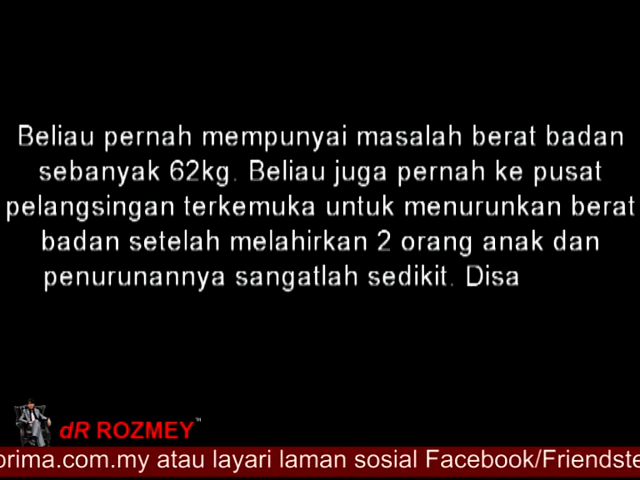 Beliau pernah mempunyai masalah berat badan
sebanyak 62kg. Beliau juga pernah ke pusat
pelangsingan terkemuka untuk menurunkan berat
badan setelah melahirkan 2 orang anak dan
penurunannya sangatlah sedikit. Disa
dR ROZMEY™
prima.com.my atau layari laman sosial Facebook/Friendste